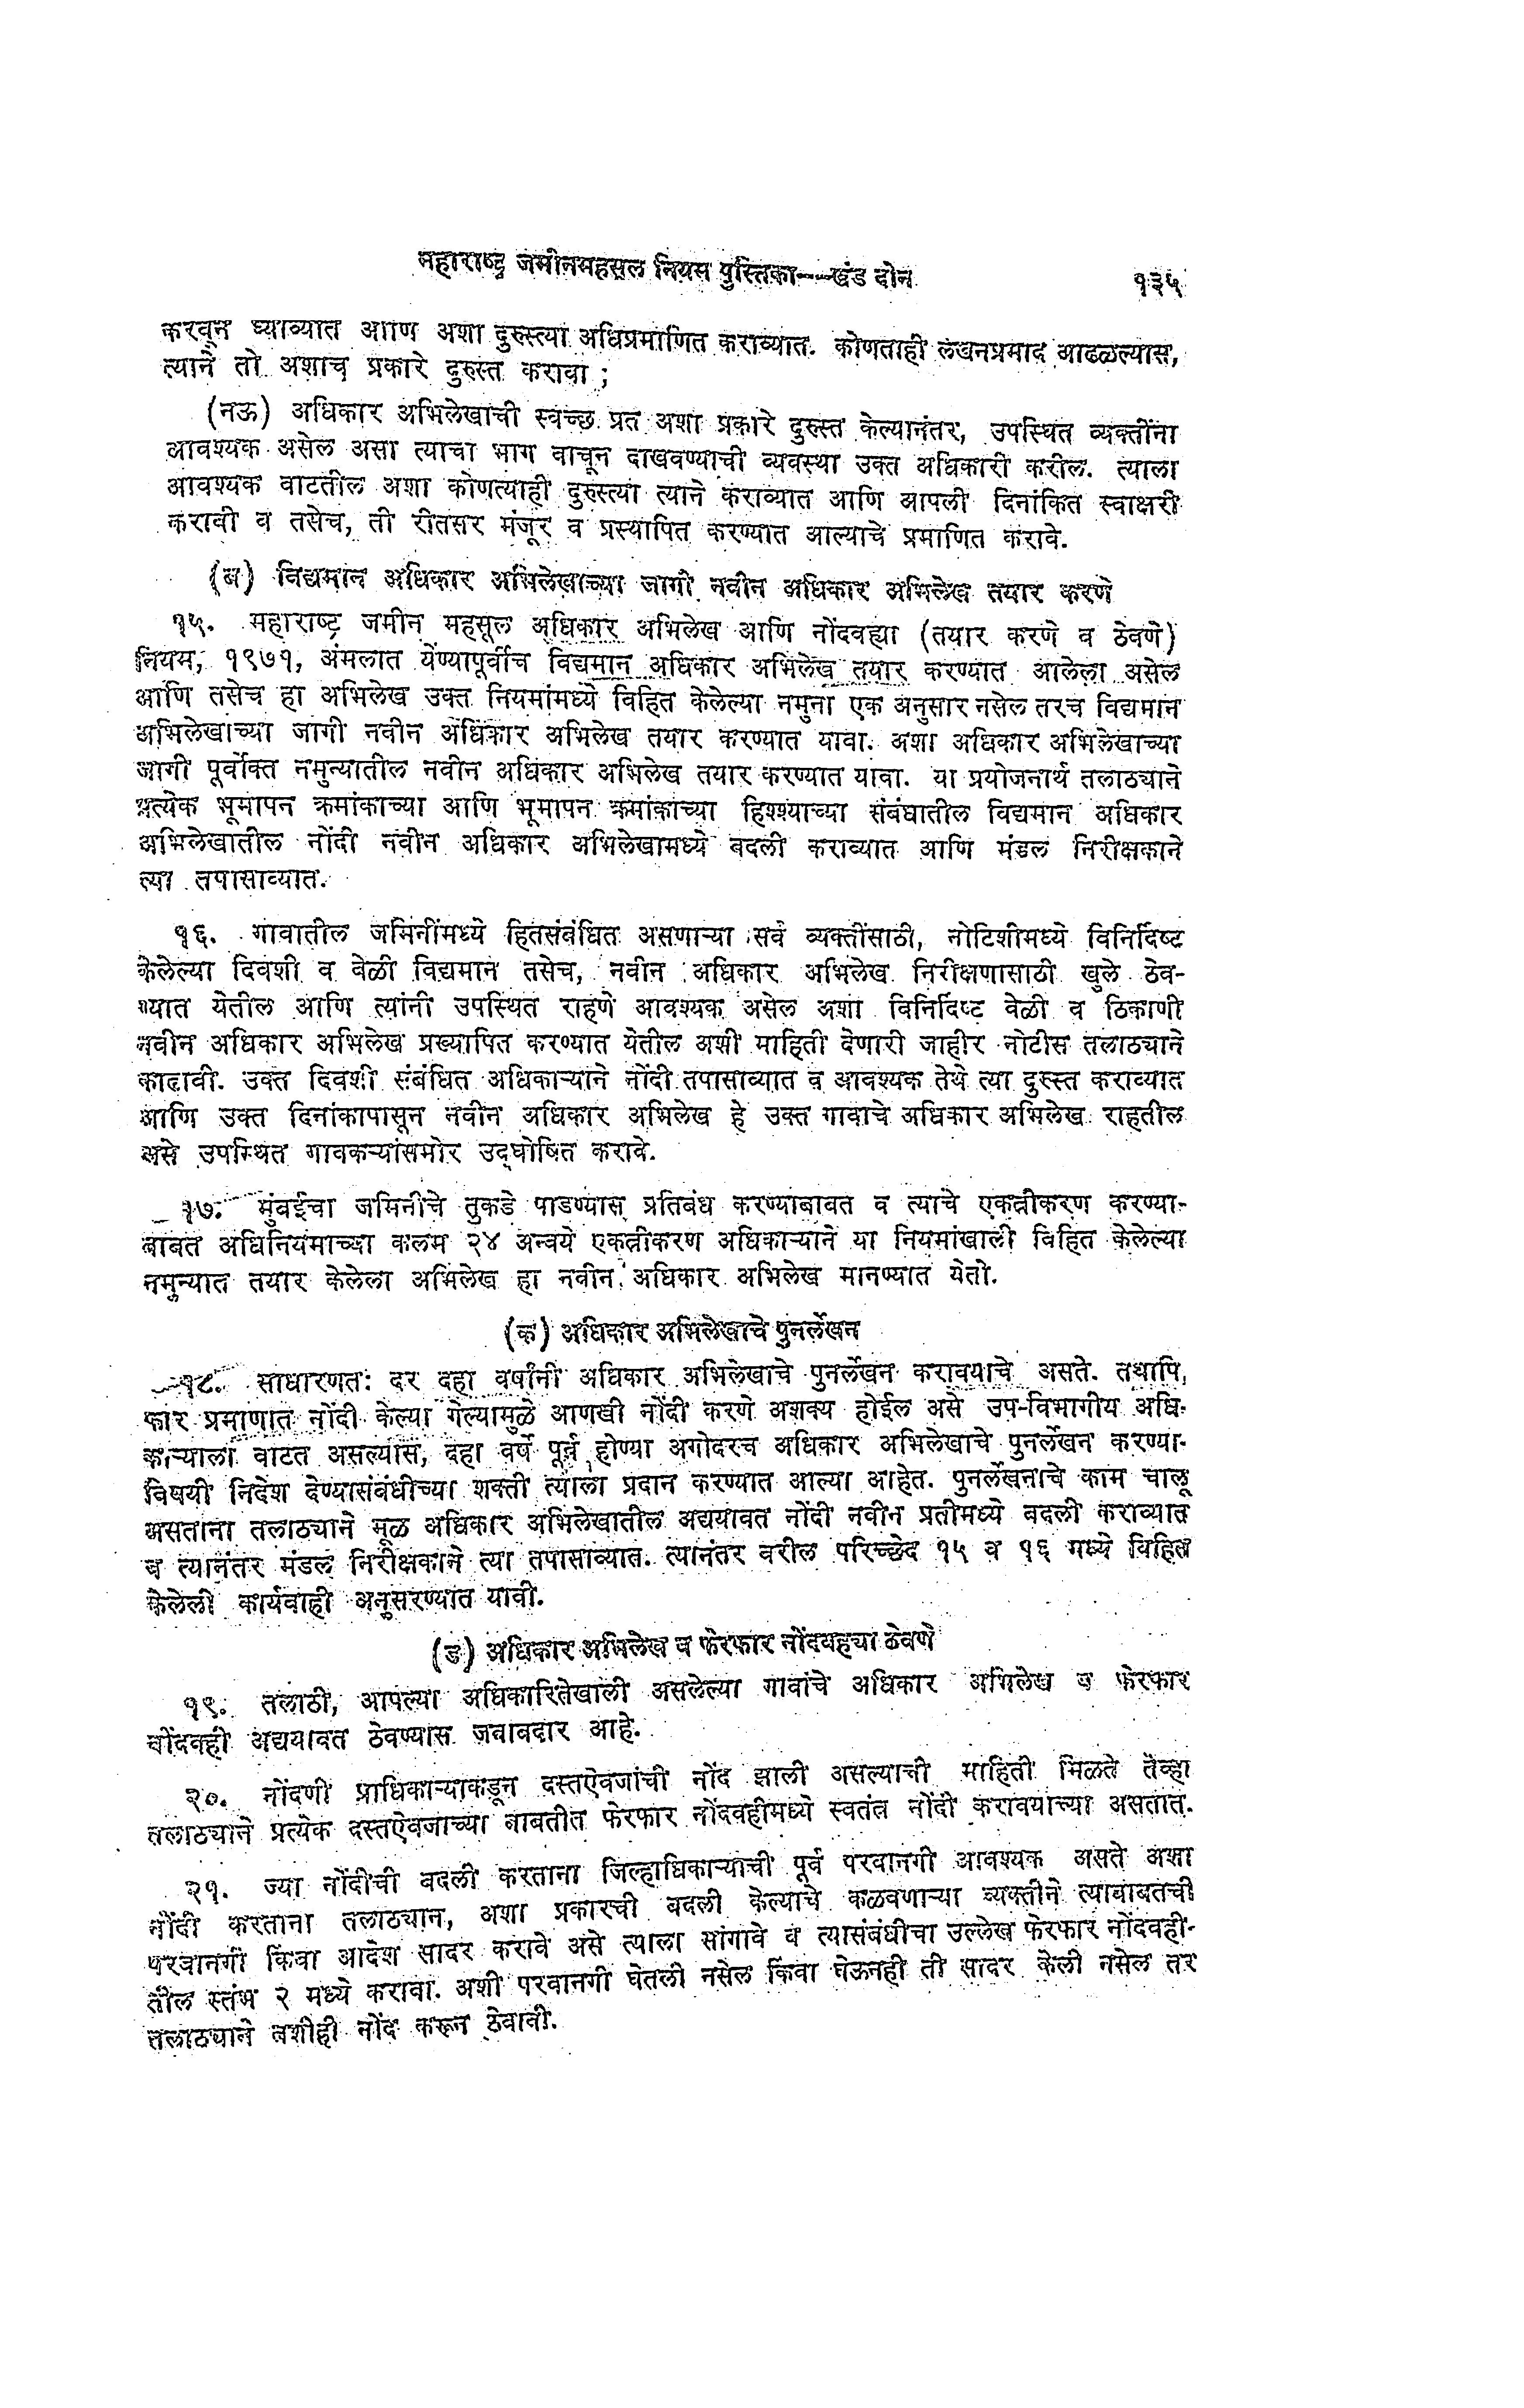 महाराष्ट्र जमीनमहसूल नियम पुस्तिका----खंड दोन १३५
करवून घ्याव्यात आणि अशा दुरुस्त्या अधिप्रमाणित कराव्यात. कोणताही लेखनप्रमाद आढळल्यास,
त्याने तो अशाच प्रकारे दुरुस्त करावा ;
(नऊ) अधिकार अभिलेखाची स्वच्छ प्रत अशा प्रकारे दुरुस्त केल्यानंतर, उपस्थित व्यक्तींना
आवश्यक असेल असा त्याचा भाग वाचून दाखवण्याची व्यवस्था उक्त अधिकारी करील. त्याला
आवश्यक वाटतील अशा कोणत्याही दुरुस्त्या त्याने कराव्यात आणि आपली दिनांकित स्वाक्षरी
करावी व तसेच, ती रीतसर मंजूर व प्रस्थापित करण्यात आल्याचे प्रमाणित करावे.
(ब) विद्यमान अधिकार अभिलेखाच्या जागी नवीन अधिकार अभिलेख तयार करणे
१५. महाराष्ट्र जमीन महसूल अधिकार अभिलेख आणि नोंदवह्या (तयार करणे व ठेवणे)
नियम, १९७१, अंमलात येण्यापूर्वीच विद्यमान अधिकार अभिलेख तयार करण्यात आलेला असेल
आणि तसेच हा अभिलेख उक्त नियमांमध्ये विहित केलेल्या नमुना एक अनुसार नसेल तरच विद्यमान
अभिलेखाच्या जागी नवीन अधिकार अभिलेख तयार करण्यात यावा. अशा अधिकार अभिलेखाच्या
जागी पूर्वोक्त नमुन्यातील नवीन अधिकार अभिलेख तयार करण्यात यावा. या प्रयोजनार्थ तलाठ्याने
प्रत्येक भूमापन क्रमांकाच्या आणि भूमापन क्रमांकाच्या हिश्श्याच्या संबंधातील विद्यमान अधिकार
अभिलेखातील नोंदी नवीन अधिकार अभिलेखामध्ये बदली कराव्यात आणि मंडल निरीक्षकाने
त्या तपासाव्यात.
१६. गावातील जमिनींमध्ये हितसंबंधित असणाऱ्या सर्व व्यक्तींसाठी, नोटिशीमध्ये विनिर्दिष्ट
केलेल्या दिवशी व वेळी विद्यमान तसेच, नवीन अधिकार अभिलेख निरीक्षणासाठी खुले ठेव-
ण्यात येतील आणि त्यांनी उपस्थित राहणे आवश्यक असेल अशा विनिर्दिष्ट वेळी व ठिकाणी
नवीन अधिकार अभिलेख प्रख्यापित करण्यात येतील अशी माहिती देणारी जाहीर नोटीस तलाठ्याने
काढावी. उक्त दिवशी संबंधित अधिकाऱ्याने नोंदी तपासाव्यात व आवश्यक तेथे त्या दुरुस्त कराव्यात
आणि उक्त दिनांकापासून नवीन अधिकार अभिलेख हे उक्त गावाचे अधिकार अभिलेख राहतील
असे उपस्थित गावकऱ्यांसमोर उद्घोषित करावे.
१७. मुंबईचा जमिनीचे तुकडे पाडण्यास प्रतिबंध करण्याबाबत व त्याचे एकत्रीकरण करण्या-
बाबत अधिनियमाच्या कलम २४ अन्वये एकत्रीकरण अधिकाऱ्याने या नियमांखाली विहित केलेल्या
नमुन्यात तयार केलेला अभिलेख हा नवीन अधिकार अभिलेख मानण्यात येतो.
(क) अधिकार अभिलेखाचे पुनर्लेखन
१८. साधारणतः दर दहा वर्षांनी अधिकार अभिलेखाचे पुनर्लेखन करावयाचे असते. तथापि,
फार प्रमाणात नोंदी केल्या गेल्यामुळे आणखी नोंदी करणे अशक्य होईल असे उप-विभागीय अधि-
काऱ्याला वाटत असल्यास, दहा वर्षे पूर्व होण्या अगोदरच अधिकार अभिलेखाचे पुनर्लेखन करण्या-
विषयी निदेश देण्यासंबंधीच्या शक्ती त्याला प्रदान करण्यात आल्या आहेत. पुनर्लेखनाचे काम चालू
असताना तलाठ्याने मूळ अधिकार अभिलेखातील अद्ययावत नोंदी नवीन प्रतीमध्ये बदली कराव्यात
व त्यानंतर मंडल निरीक्षकाने त्या तपासाव्यात. त्यानंतर वरील परिच्छेद १५ व १६ मध्ये विहित
केलेली कार्यवाही अनुसरण्यात यावी.
(ड) अधिकार अभिलेख व फेरफार नोंदवह्या ठेवणे
१९. तलाठी, आपल्या अधिकारितेखाली असलेल्या गावांचे अधिकार अभिलेख व फेरफार
नोंदवही अद्ययावत ठेवण्यास जबाबदार आहे.
२०. नोंदणी प्राधिकाऱ्याकडून दस्तऐवजांची नोंद झाली असल्याची माहिती मिळते तेव्हा
तलाठ्याने प्रत्येक दस्तऐवजाच्या बाबतीत फेरफार नोंदवहीमध्ये स्वतंत्र नोंदी करावयाच्या असतात.
२१. ज्या नोंदीची बदली करताना जिल्हाधिकाऱ्याची पूर्व परवानगी आवश्यक असते अशा
नोंदी करताना तलाठ्यान, अशा प्रकारची बदली केल्याचे कळवणाऱ्या व्यक्तीने त्याबाबतची
परवानगी किंवा आदेश सादर करावे असे त्याला सांगावे व त्यासंबंधीचा उल्लेख फेरफार नोंदवही-
तील स्तंभ २ मध्ये करावा. अशी परवानगी घेतली नसेल किंवा घेऊनही ती सादर केली नसेल तर
तलाठ्याने तशीही नोंद करून ठेवावी.